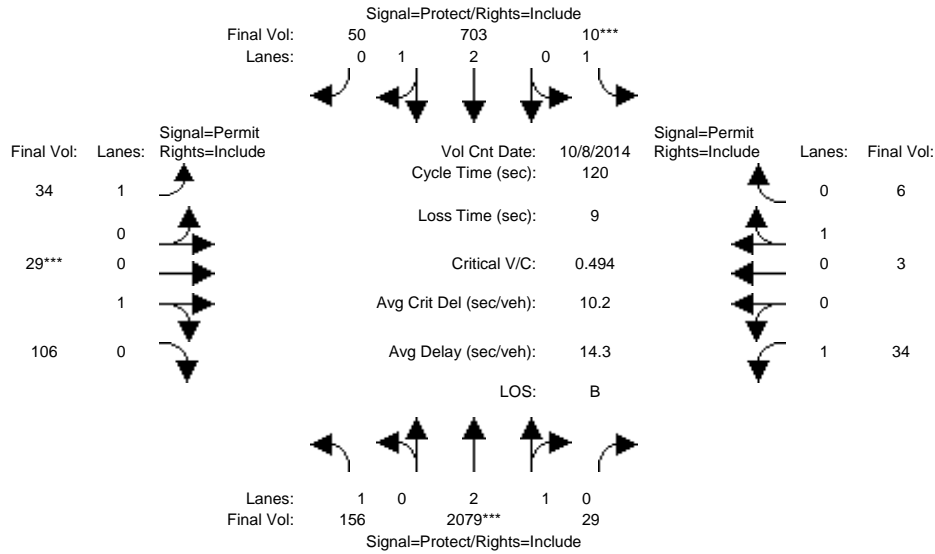 Signal=Protect/Rights=Include
Final Vol: 50 703 10***
Lanes: 0 1 2 0 1
Signal=Permit Signal=Permit
Final Vol: Lanes: Rights=Include Vol Cnt Date: 10/8/2014 Rights=Include Lanes: Final Vol:
Cycle Time (sec): 120
34 1 0 6
Loss Time (sec): 9
0 1
29*** 0 Critical V/C: 0.494 0 3
1 Avg Crit Del (sec/veh): 10.2 0
106 0 Avg Delay (sec/veh): 14.3 1 34
LOS: B
Lanes: 1 0 2 1 0
Final Vol: 156 2079*** 29
Signal=Protect/Rights=Include